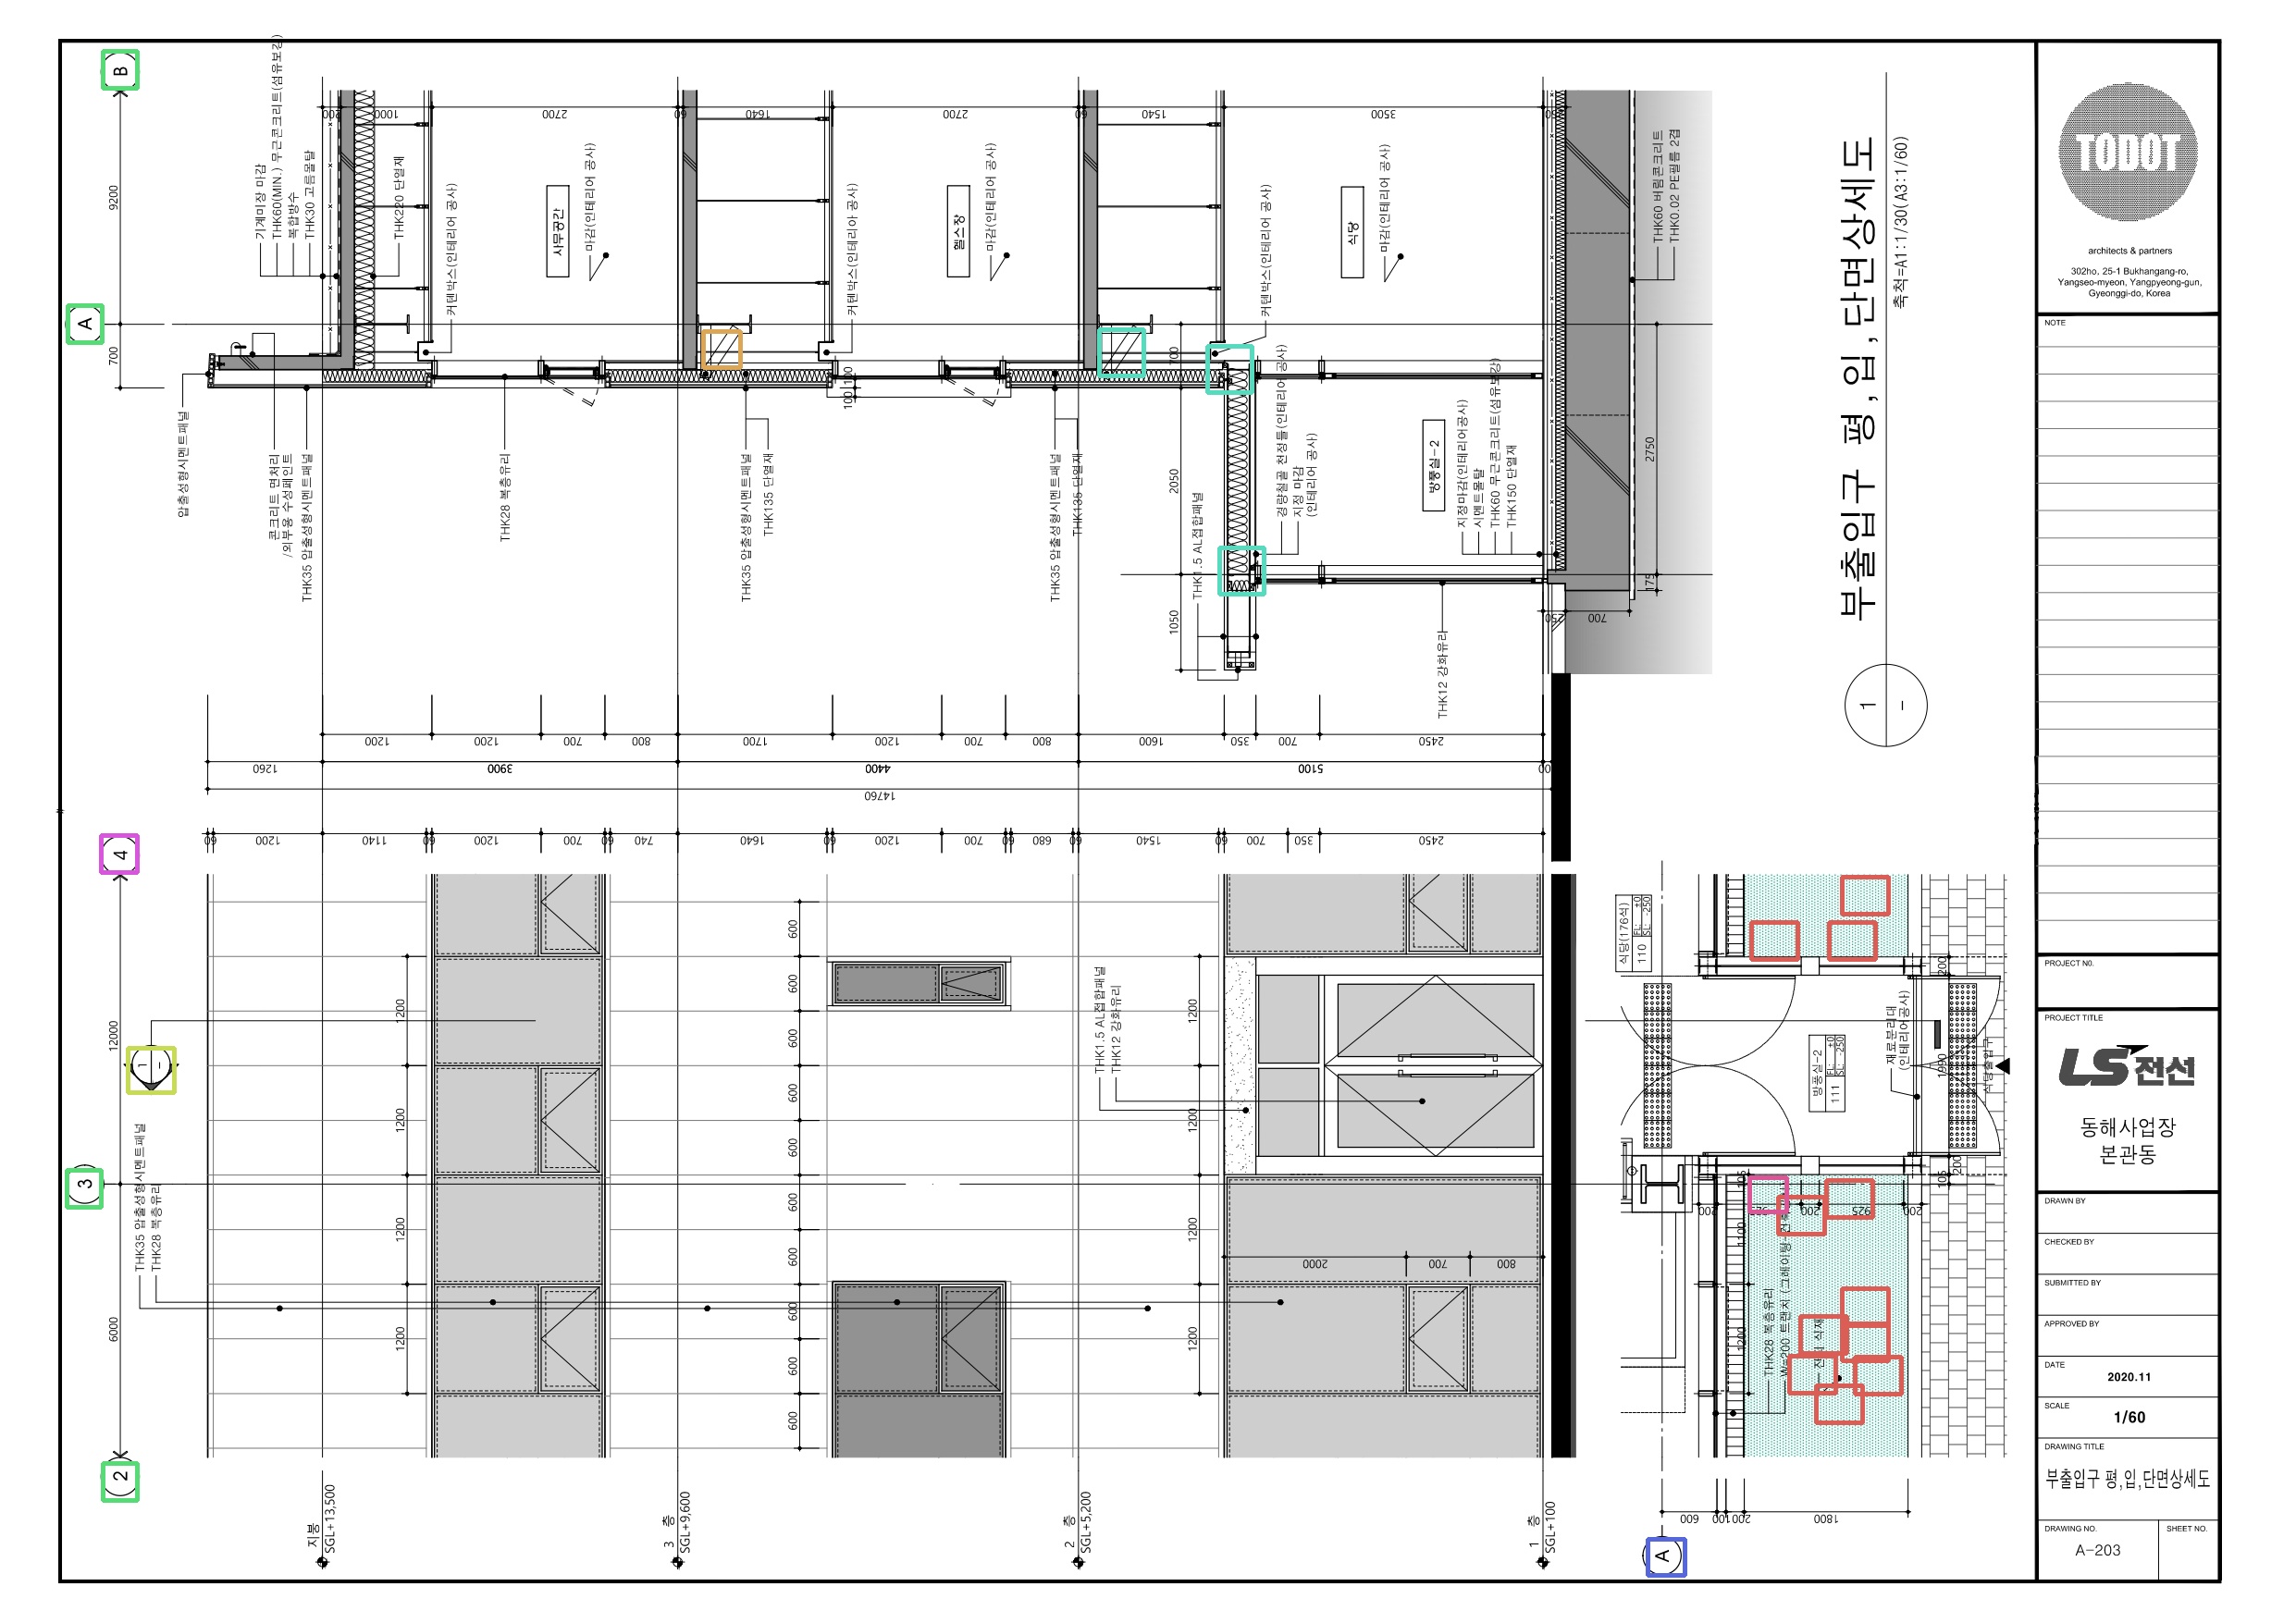 부출입구 평,입,단면상세도
축척=A1:1/30(A3:1/60)
1
-
B
A
9200
700
기계미장 마감
THK60(MIN.) 무근콘크리트(섬유보강)
복합방수
THK30 고름몰탈
THK220 단열재
커텐박스(인테리어 공사)
사무공간
마감(인테리어 공사)
커텐박스(인테리어 공사)
헬스장
마감(인테리어 공사)
커텐박스(인테리어 공사)
식당
마감(인테리어 공사)
THK60 버림콘크리트
THK0.02 PE필름 2겹
1000
2700
60
1640
2700
60
1540
3500
압출성형시멘트패널
콘크리트 면처리
/외부용 수성페인트
THK35 압출성형시멘트패널
THK28 복층유리
THK35 압출성형시멘트패널
THK135 단열재
100
100
THK35 압출성형시멘트패널
THK135 단열재
THK1.5 AL접합패널
경량철골 천정틀(인테리어 공사)
지정 마감
(인테리어 공사)
방풍실-2
지정마감(인테리어공사)
시멘트몰탈
THK60 무근콘크리트(섬유보강)
THK150 단열재
THK12 강화유리
700
2050
1050
2750
175
250
700
1200
1200
700
800
1700
1200
700
800
1600
350
700
2450
1260
3900
4400
5100
14760
60
1200
1140
60
1200
700
60
740
1640
60
1200
700
60
680
60
1540
60
700
350
2450
4
3
2
12000
6000
1
-
THK35 압출성형시멘트패널
THK28 복층유리
1200
1200
1200
1200
600
600
600
600
600
600
600
600
600
600
1200
1200
1200
1200
THK1.5 AL접합패널
THK12 강화유리
2000
700
800
지붕
SGL+13,500
3 층
SGL+9,600
2 층
SGL+5,200
1 층
SGL+100
식당(176석)
110
FL: ±0
SL: -250
방풍실-2
111
FL: ±0
SL: -250
재료분리대
(인테리어공사)
식당출입구
200
1990
200
105
105
200
200
925
200
1100
1200
THK28 복층유리
600
100
200
1800
A
architects & partners
302ho, 25-1 Bukhangang-ro,
Yangseo-myeon, Yangpyeong-gun,
Gyeonggi-do, Korea
NOTE
PROJECT NO.
PROJECT TITLE
LS전선
동해사업장
본관동
DRAWN BY
CHECKED BY
SUBMITTED BY
APPROVED BY
DATE
2020.11
SCALE
1/60
DRAWING TITLE
부출입구 평,입,단면상세도
DRAWING NO.
SHEET NO.
A-203